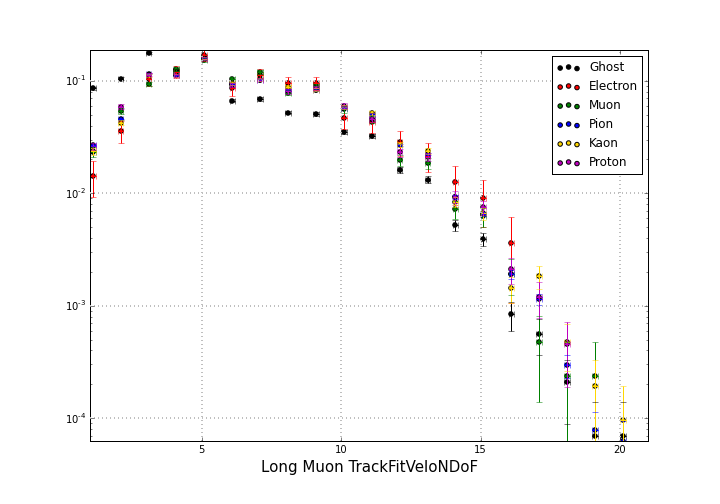 10⁻¹
10⁻²
10⁻³
10⁻⁴
Ghost
Electron
Muon
Pion
Kaon
Proton
5 10 15 20
Long Muon TrackFitVeloNDoF